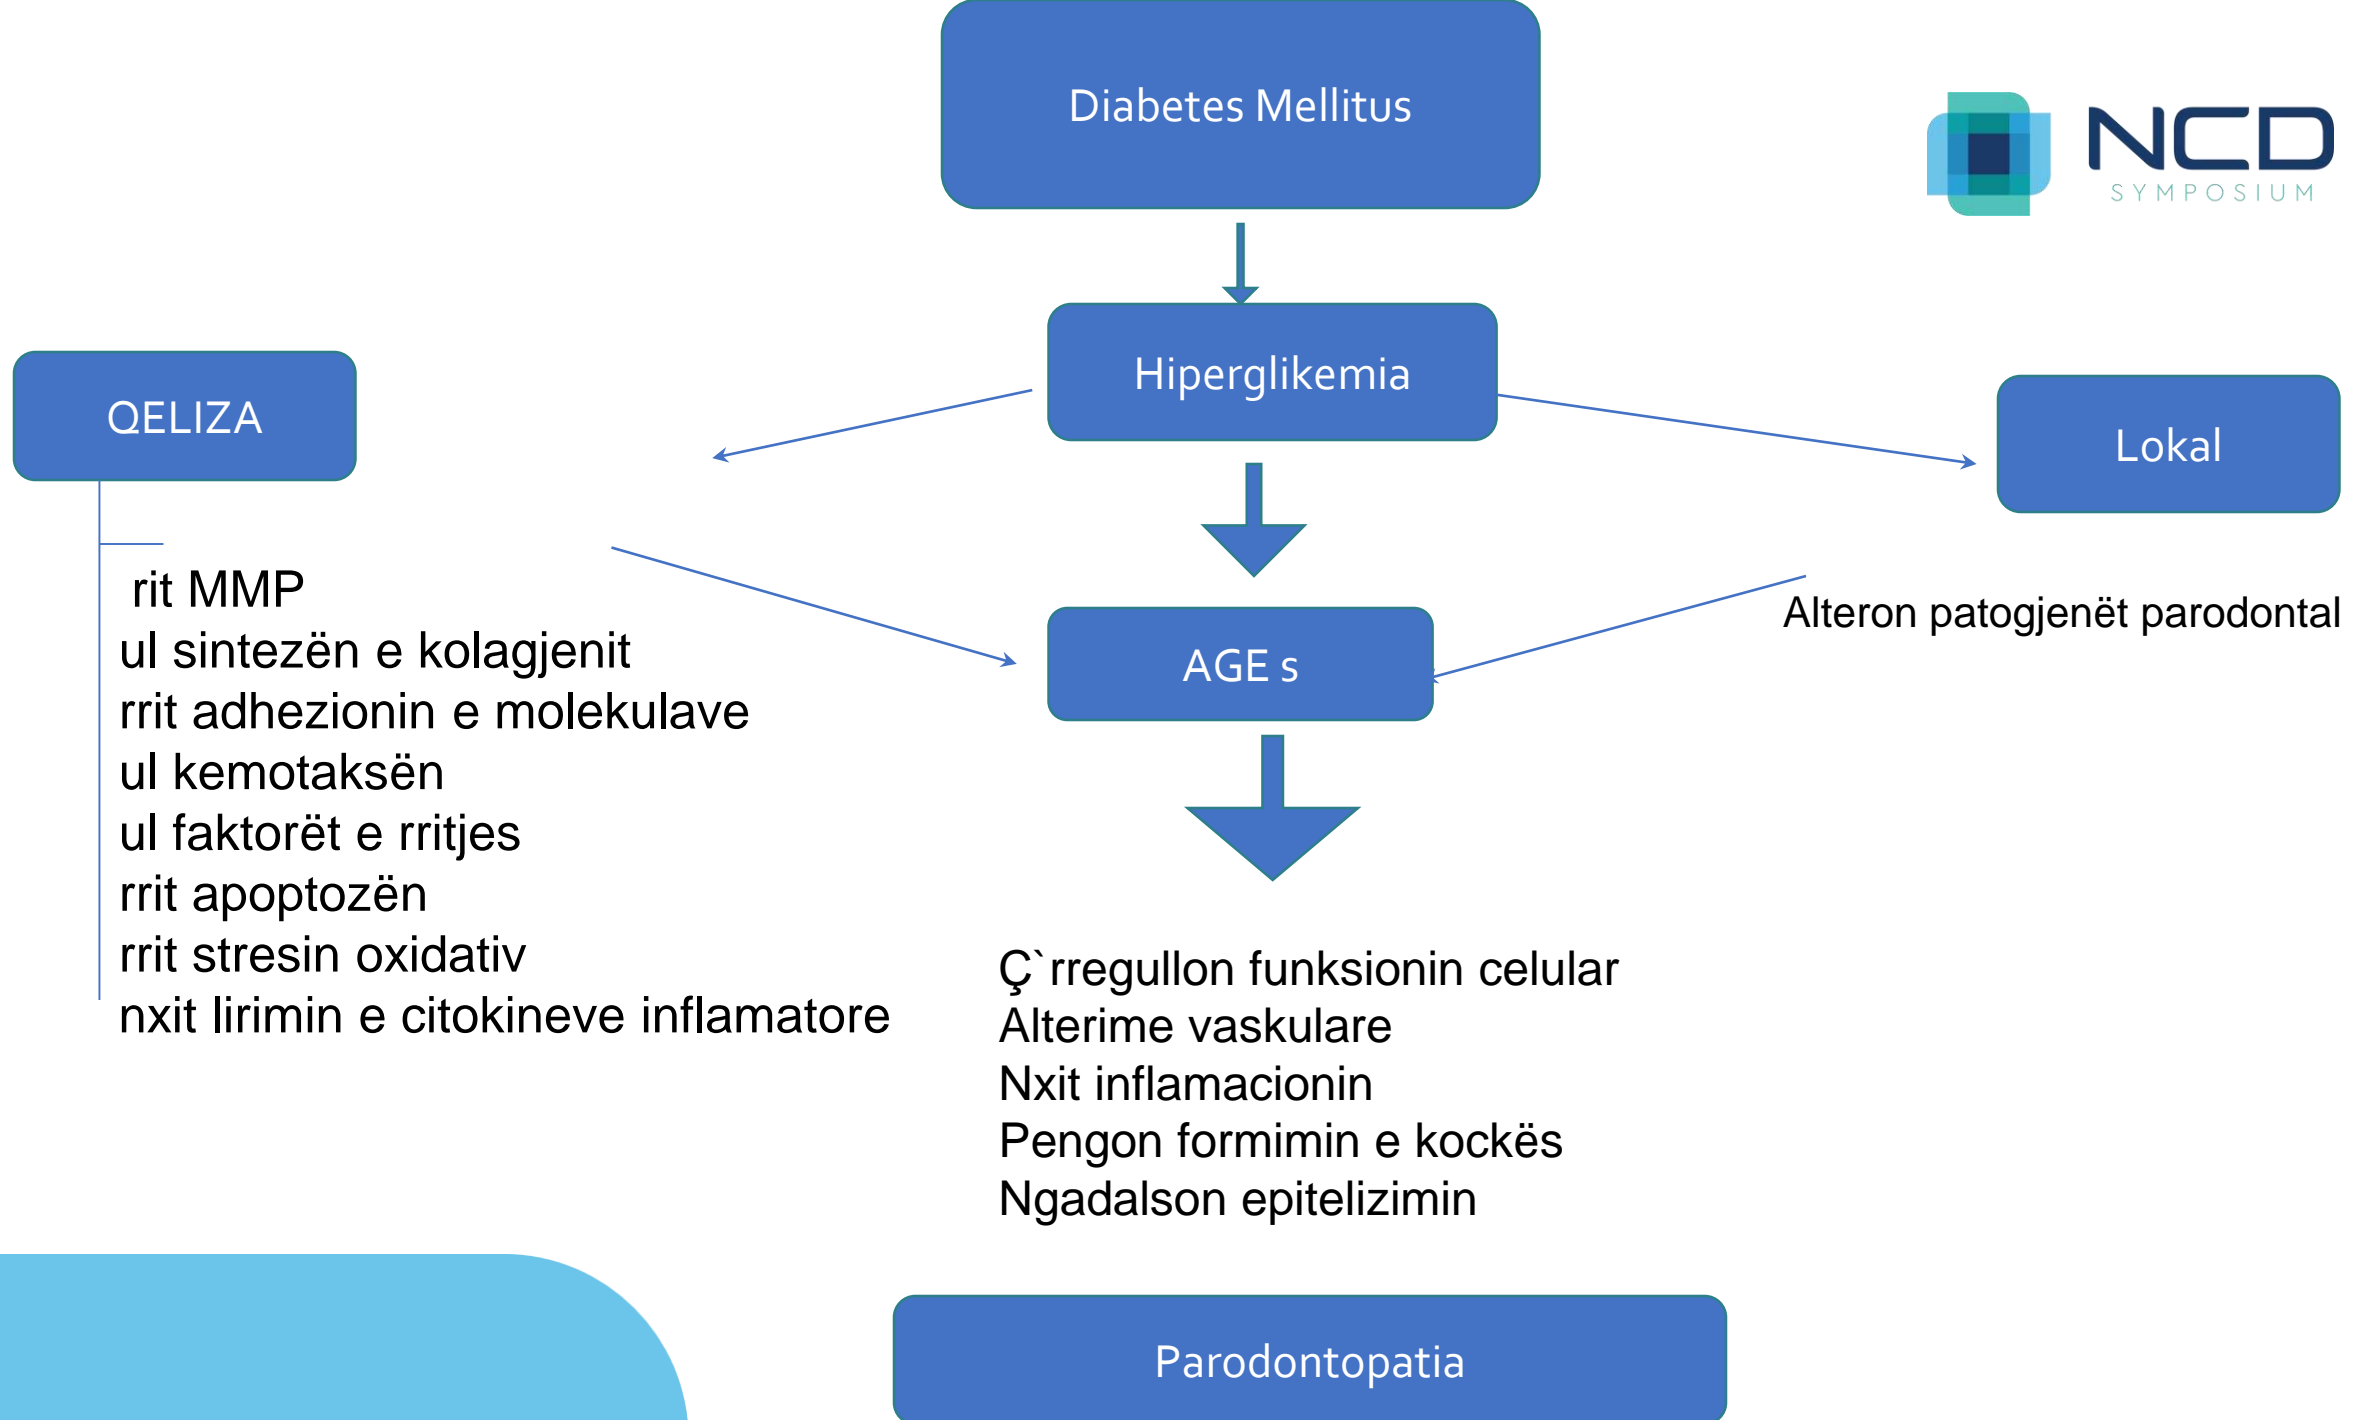 Diabetes Mellitus
NCD
SYMPOSIUM
Hiperglikemia
QELIZA
Lokal
rit MMP
ul sintezën e kolagjenit
rrit adhezionin e molekulave
ul kemotaksën
ul faktorët e rritjes
rrit apoptozën
rrit stresin oxidativ
nxit lirimin e citokineve inflamatore
Alteron patogjenët parodontal
AGE s
Ç`rregullon funksionin celular
Alterime vaskulare
Nxit inflamacionin
Pengon formimin e kockës
Ngadalson epitelizimin
Parodontopatia